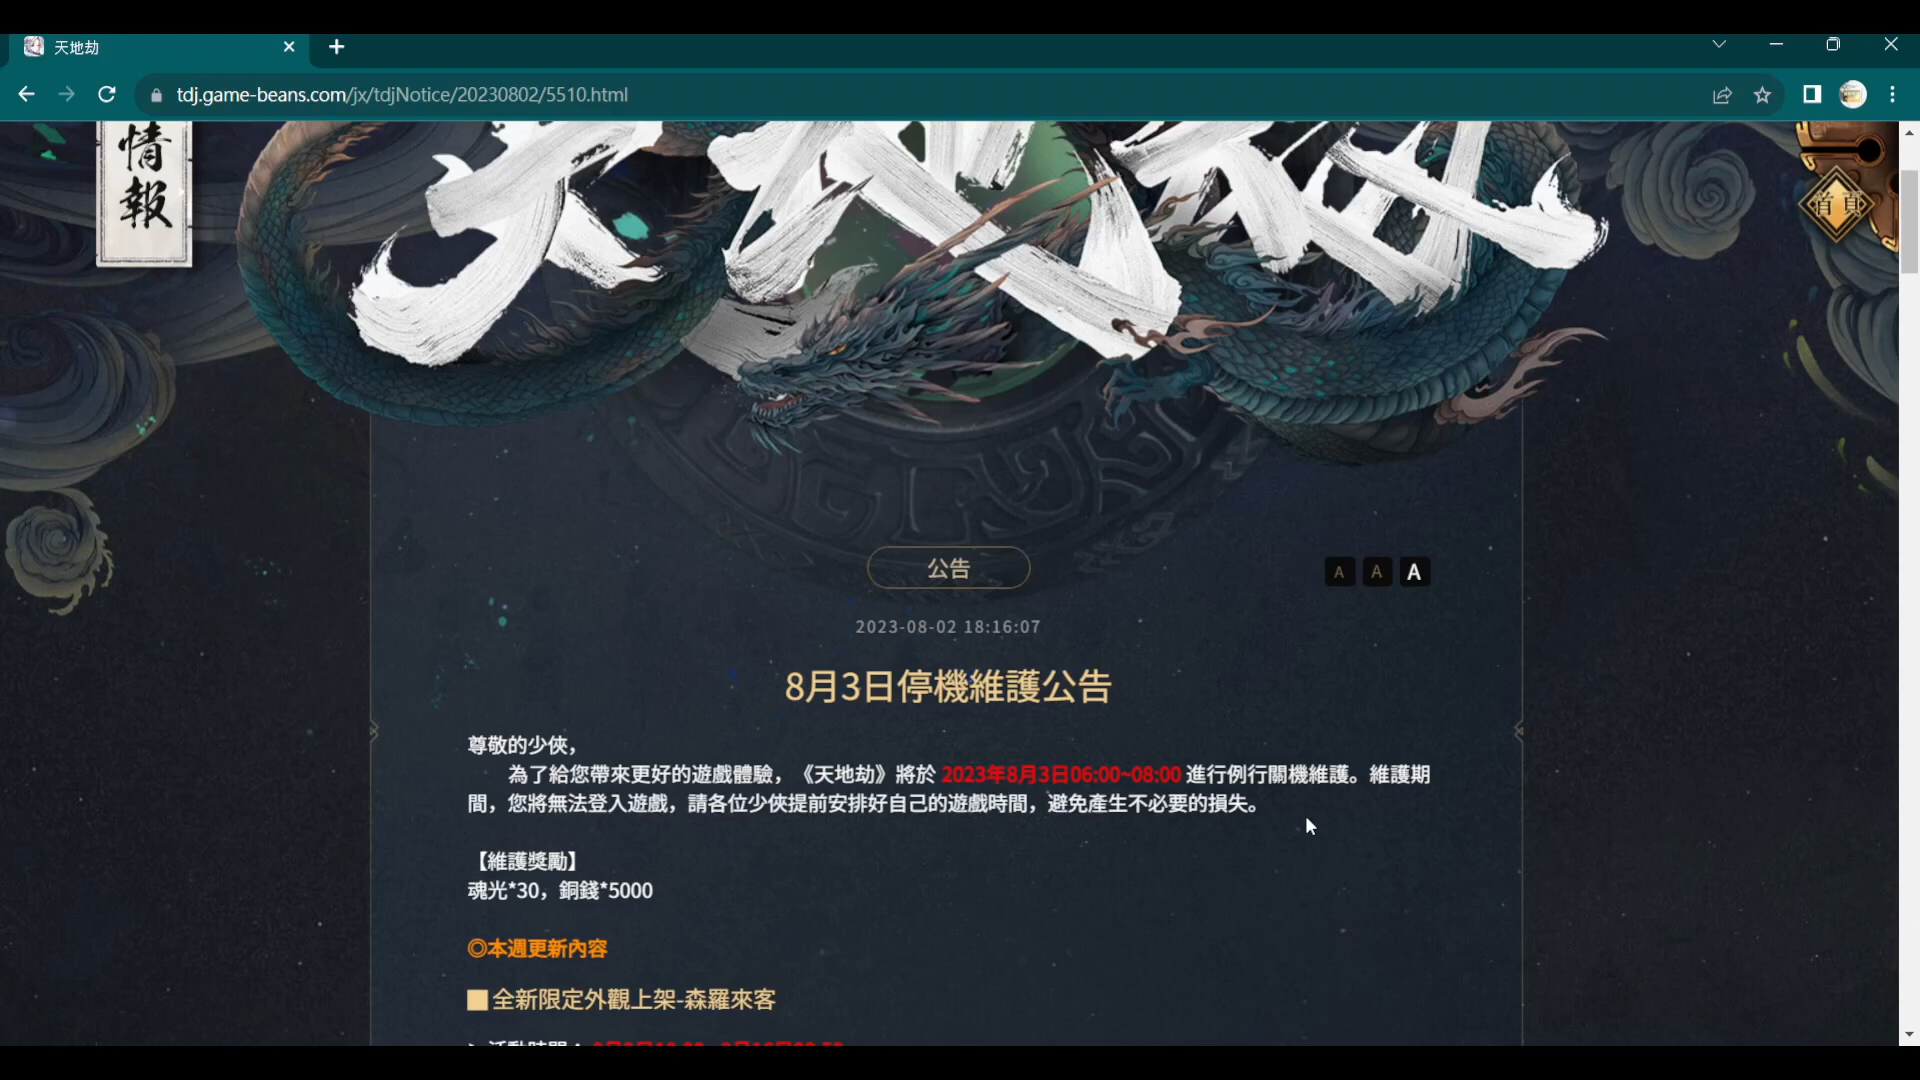 天地劫
tdj.game-beans.com/jx/tdjNotice/20230802/5510.html
情報
天地劫
首頁
公告
A A A
2023-08-02 18:16:07
8月3日停機維護公告
尊敬的少俠，
為了給您帶來更好的遊戲體驗，《天地劫》將於 2023年8月3日06:00~08:00 進行例行關機維護。維護期
間，您將無法登入遊戲，請各位少俠提前安排好自己的遊戲時間，避免產生不必要的損失。
【維護獎勵】
魂光*30，銅錢*5000
◎本週更新內容
■全新限定外觀上架-森羅來客